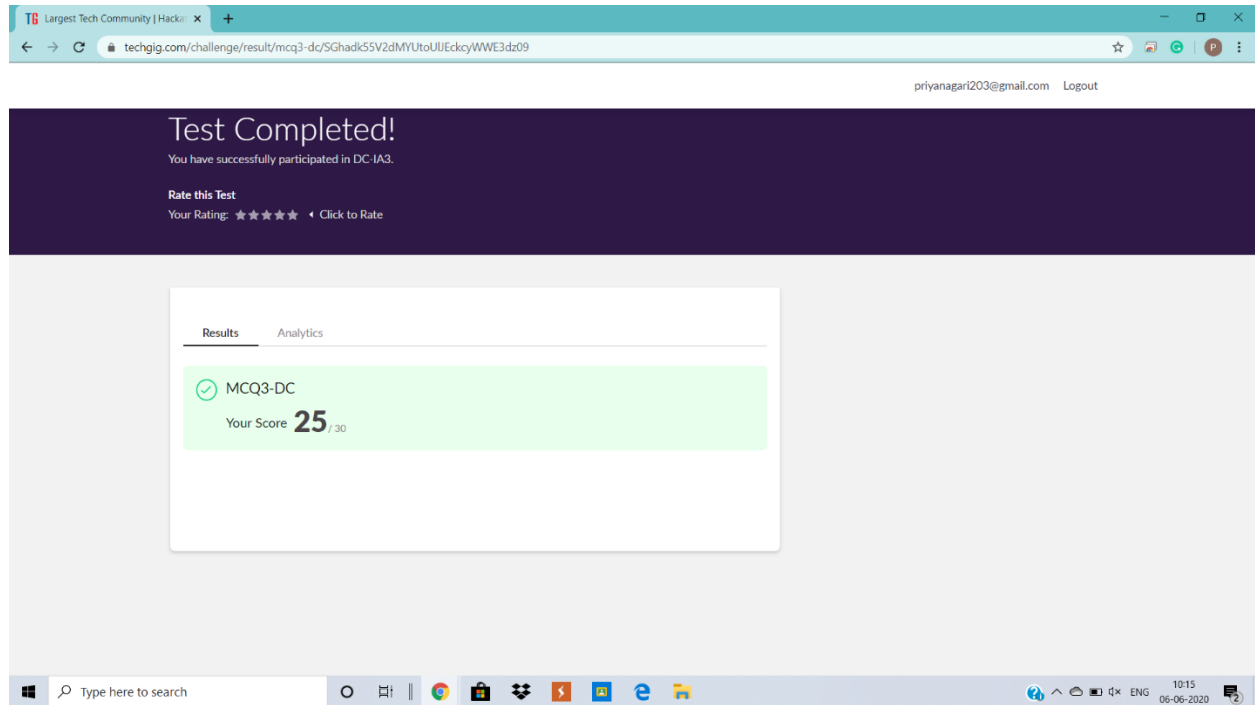 TG Largest Tech Community | Hacka
techgig.com/challenge/result/mcq3-dc/SGhadk55V2dMYUtoUlJEckcyWWE3dz09
P
priyanagari203@gmail.com Logout
Test Completed!
You have successfully participated in DC-IA3.
Rate this Test
Your Rating: Click to Rate
Results Analytics
MCQ3-DC
Your Score 25 / 30
Type here to search
ENG
10:15
06-06-2020
2